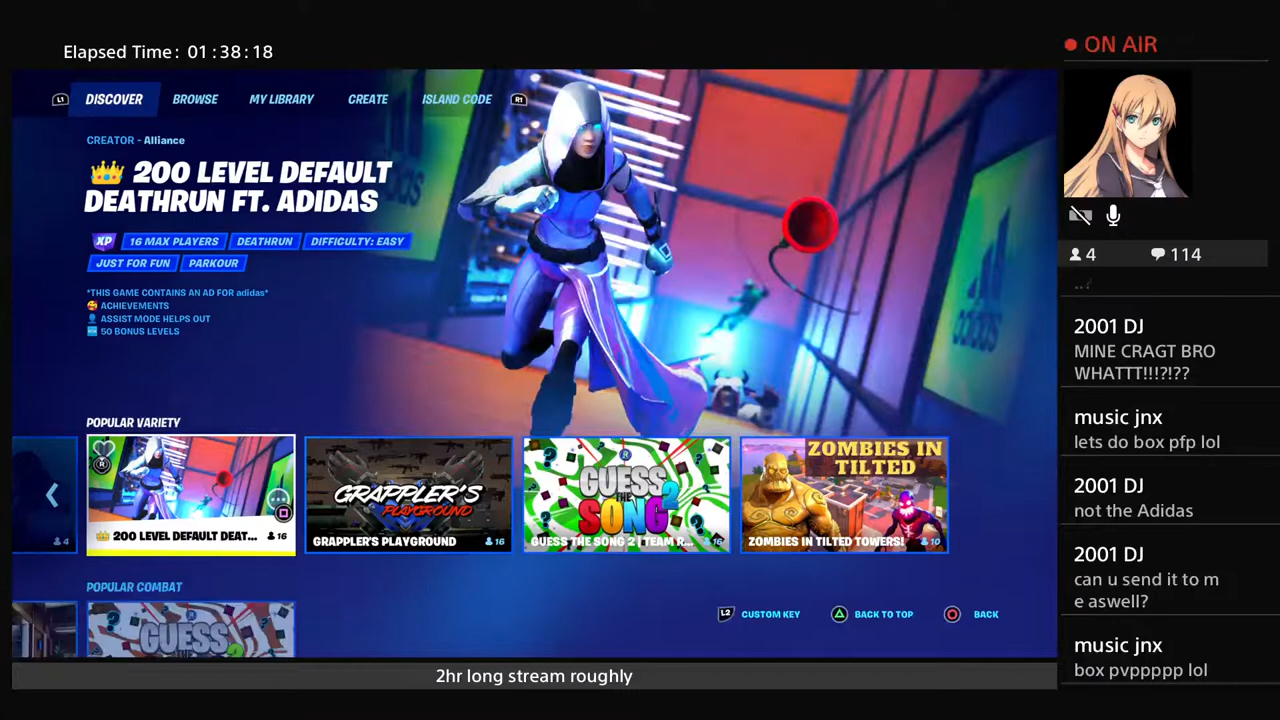 Elapsed Time: 01:38:18
ON AIR
L1 DISCOVER BROWSE MY LIBRARY CREATE ISLAND CODE R1
CREATOR - Alliance
200 LEVEL DEFAULT
DEATHRUN FT. ADIDAS
XP 16 MAX PLAYERS DEATHRUN DIFFICULTY: EASY
JUST FOR FUN PARKOUR
*THIS GAME CONTAINS AN AD FOR adidas*
ACHIEVEMENTS
ASSIST MODE HELPS OUT
50 BONUS LEVELS
adidas
adidas
POPULAR VARIETY
4
R
200 LEVEL DEFAULT DEAT... 16
GRAPPLER'S
PLAYGROUND
GRAPPLER'S PLAYGROUND 16
R
GUESS
THE
SONG 2
GUESS THE SONG 2 | TEAM R... 16
ZOMBIES IN
TILTED
ZOMBIES IN TILTED TOWERS! 10
POPULAR COMBAT
R
GUESS
L2 CUSTOM KEY BACK TO TOP BACK
2hr long stream roughly
4 114
..?
2001 DJ
MINE CRAGT BRO
WHATTT!!!?!??
music jnx
lets do box pfp lol
2001 DJ
not the Adidas
2001 DJ
can u send it to m
e aswell?
music jnx
box pvppppp lol